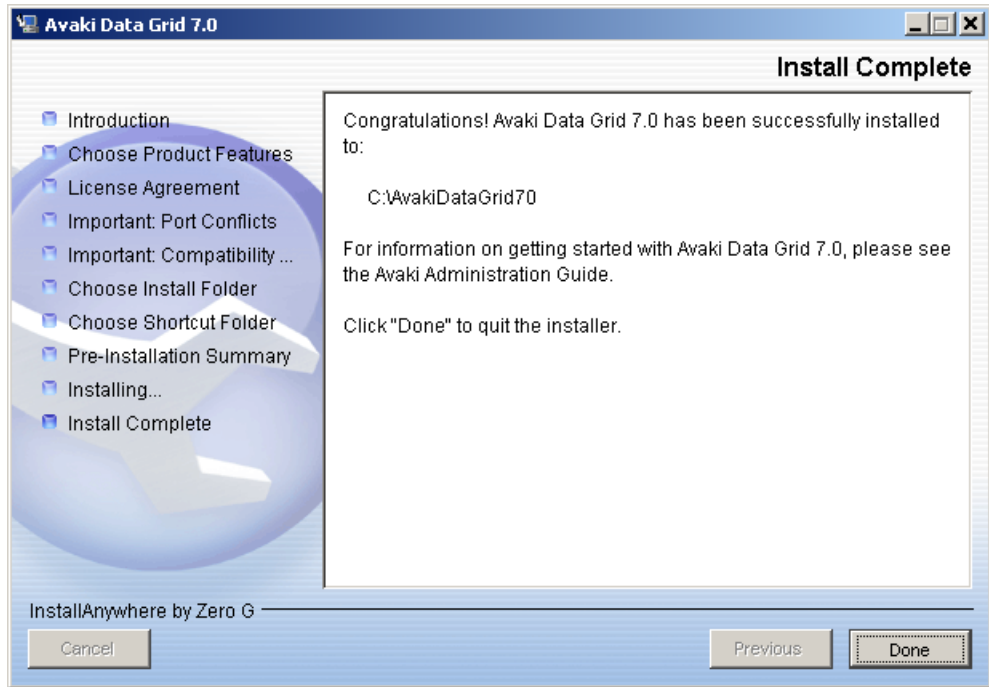 Avaki Data Grid 7.0
Install Complete
Introduction
Choose Product Features
License Agreement
Important: Port Conflicts
Important: Compatibility ...
Choose Install Folder
Choose Shortcut Folder
Pre-Installation Summary
Installing...
Install Complete
Congratulations! Avaki Data Grid 7.0 has been successfully installed
to:
C:\AvakiDataGrid70
For information on getting started with Avaki Data Grid 7.0, please see
the Avaki Administration Guide.
Click "Done" to quit the installer.
InstallAnywhere by Zero G
Cancel
Previous
Done